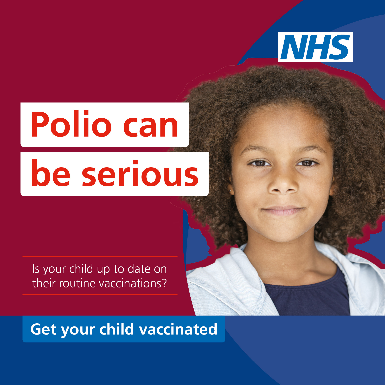 NHS
Polio can
be serious
Is your child up to date on
their routine vaccinations?
Get your child vaccinated